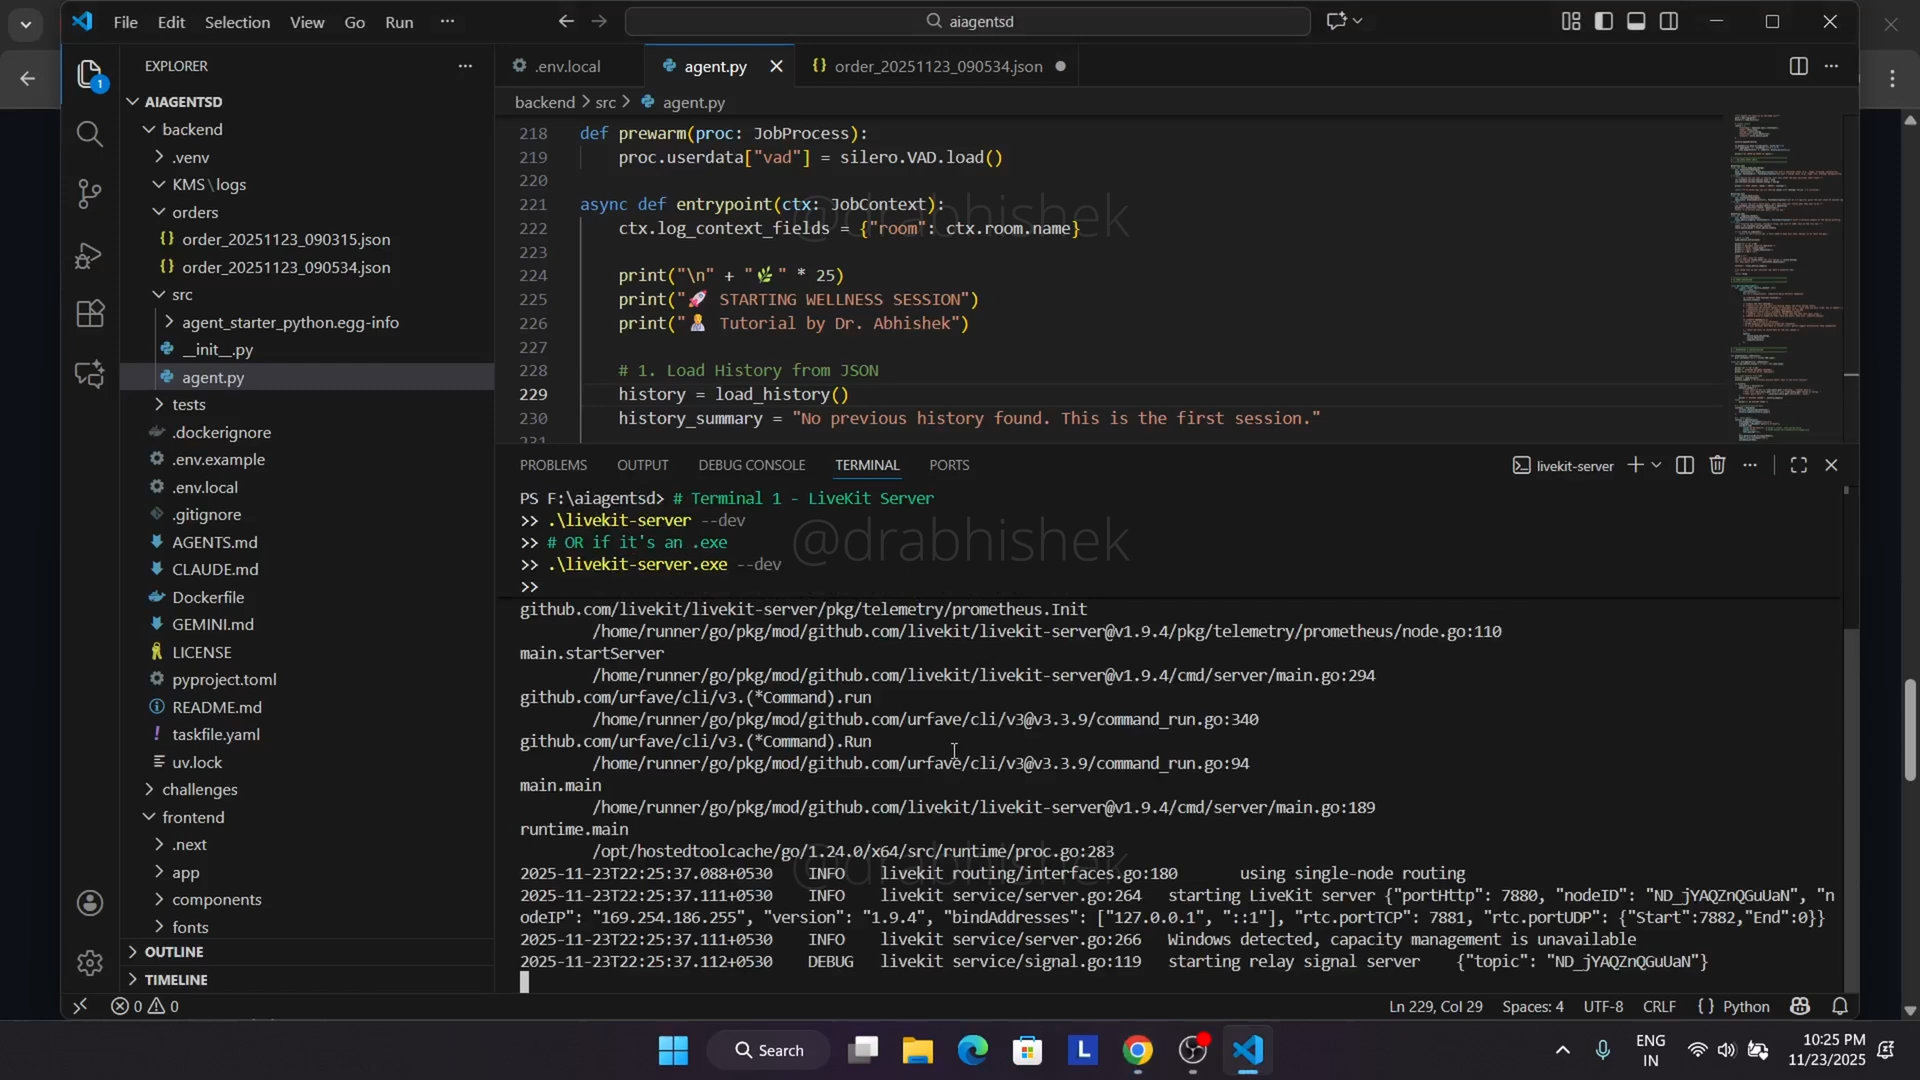 File Edit Selection View Go Run ···
aiagentsd
EXPLORER
.env.local
agent.py
order_20251123_090534.json
1
AIAGENTSD
backend
.venv
KMS\logs
orders
order_20251123_090315.json
order_20251123_090534.json
src
agent_starter_python.egg-info
__init__.py
agent.py
tests
.dockerignore
.env.example
.env.local
.gitignore
AGENTS.md
CLAUDE.md
Dockerfile
GEMINI.md
LICENSE
pyproject.toml
README.md
taskfile.yaml
uv.lock
challenges
frontend
.next
app
components
fonts
OUTLINE
TIMELINE
backend > src > agent.py
218 def prewarm(proc: JobProcess):
219 proc.userdata["vad"] = silero.VAD.load()
220
221 async def entrypoint(ctx: JobContext):
222 ctx.log_context_fields = {"room": ctx.room.name}
223
224 print("\n" + "🌿" * 25)
225 print("🚀 STARTING WELLNESS SESSION")
226 print("👨‍⚕️ Tutorial by Dr. Abhishek")
227
228 # 1. Load History from JSON
229 history = load_history()
230 history_summary = "No previous history found. This is the first session."
231
@drabhishek
PROBLEMS OUTPUT DEBUG CONSOLE TERMINAL PORTS
livekit-server
PS F:\aiagentsd> # Terminal 1 - LiveKit Server
>> .\livekit-server --dev
>> # OR if it's an .exe
>> .\livekit-server.exe --dev
>>
@drabhishek
github.com/livekit/livekit-server/pkg/telemetry/prometheus.Init
/home/runner/go/pkg/mod/github.com/livekit/livekit-server@v1.9.4/pkg/telemetry/prometheus/node.go:110
main.startServer
/home/runner/go/pkg/mod/github.com/livekit/livekit-server@v1.9.4/cmd/server/main.go:294
github.com/urfave/cli/v3.(*Command).run
/home/runner/go/pkg/mod/github.com/urfave/cli/v3@v3.3.9/command_run.go:340
github.com/urfave/cli/v3.(*Command).Run
/home/runner/go/pkg/mod/github.com/urfave/cli/v3@v3.3.9/command_run.go:94
main.main
/home/runner/go/pkg/mod/github.com/livekit/livekit-server@v1.9.4/cmd/server/main.go:189
runtime.main
/opt/hostedtoolcache/go/1.24.0/x64/src/runtime/proc.go:283
@drabhishek
2025-11-23T22:25:37.088+0530 INFO livekit routing/interfaces.go:180 using single-node routing
2025-11-23T22:25:37.111+0530 INFO livekit service/server.go:264 starting LiveKit server {"portHttp": 7880, "nodeID": "ND_jYAQZnQGuUaN", "n
odeIP": "169.254.186.255", "version": "1.9.4", "bindAddresses": ["127.0.0.1", "::1"], "rtc.portTCP": 7881, "rtc.portUDP": {"Start":7882,"End":0}}
2025-11-23T22:25:37.111+0530 INFO livekit service/server.go:266 Windows detected, capacity management is unavailable
2025-11-23T22:25:37.112+0530 DEBUG livekit service/signal.go:119 starting relay signal server {"topic": "ND_jYAQZnQGuUaN"}
0 0 Ln 229, Col 29 Spaces: 4 UTF-8 CRLF {} Python
Search
L
ENG
IN
10:25 PM
11/23/2025